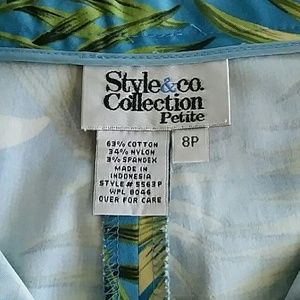 Style&co.
Collection
Petite
8P
63% COTTON
34% NYLON
3% SPANDEX
MADE IN
INDONESIA
STYLE# 5563P
WPL 8046
OVER FOR CARE